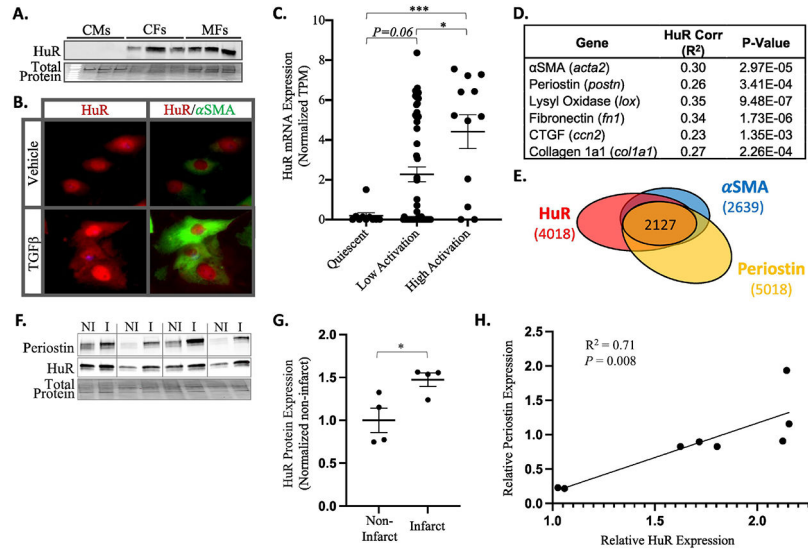 A.
CMs CFs MFs
HuR
Total
Protein
B.
HuR HuR/αSMA
Vehicle
TGFβ
C.
HuR mRNA Expression
(Normalized TPM)
***
P=0.06 *
10
8
6
4
2
0
Quiescent
Low Activation
High Activation
D.
Gene HuR Corr (R²) P-Value
αSMA (acta2) 0.30 2.97E-05
Periostin (postn) 0.26 3.41E-04
Lysyl Oxidase (lox) 0.35 9.48E-07
Fibronectin (fn1) 0.34 1.73E-06
CTGF (ccn2) 0.23 1.35E-03
Collagen 1a1 (col1a1) 0.27 2.26E-04
E.
αSMA
(2639)
HuR
(4018)
2127
Periostin
(5018)
F.
NI I NI I NI I NI I
Periostin
HuR
Total
Protein
G.
HuR Protein Expression
(Normalized non-infarct)
*
2.0
1.5
1.0
0.5
0.0
Non-
Infarct
Infarct
H.
Relative Periostin Expression
R² = 0.71
P = 0.008
2.5
2.0
1.5
1.0
0.5
0.0
1.0 1.5 2.0
Relative HuR Expression